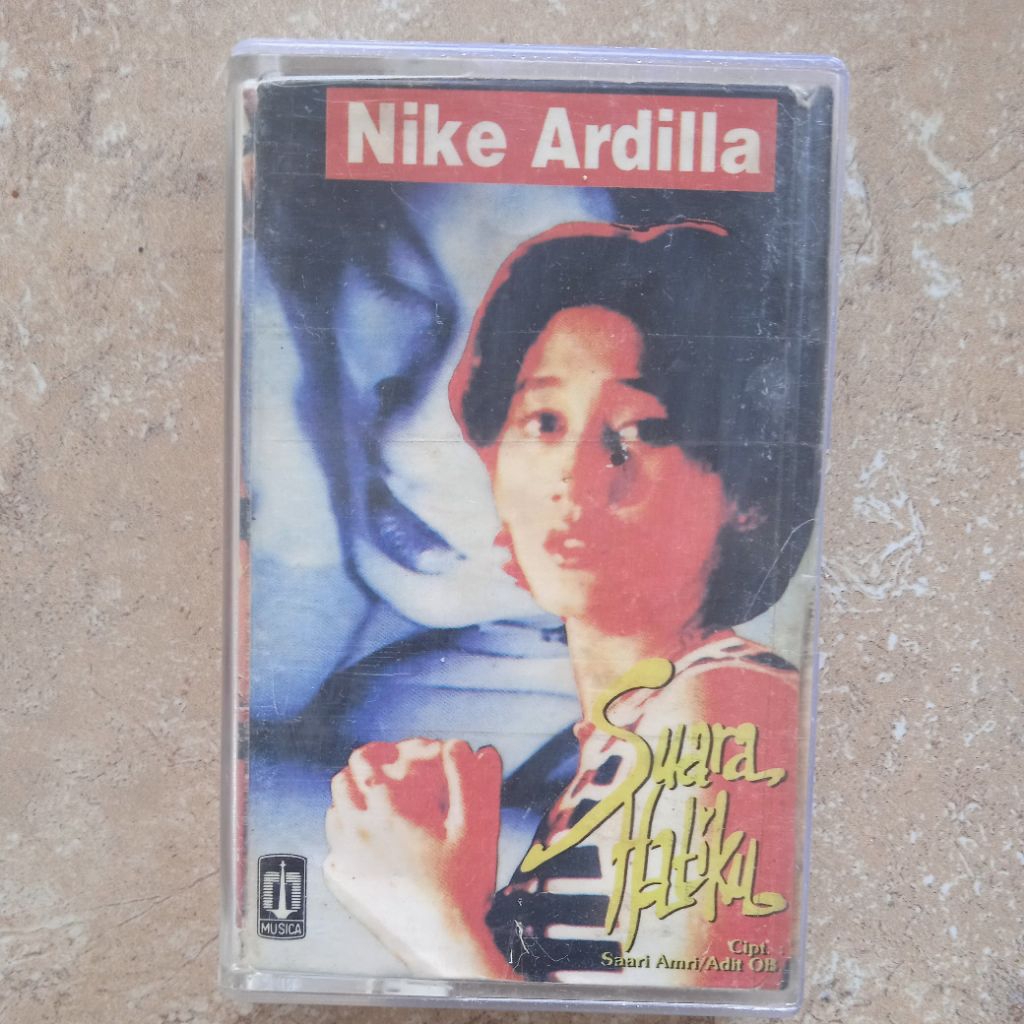 Nike Ardilla
Suara
Hatiku
Cipt
Saari Amri/Adit OB
MUSICA